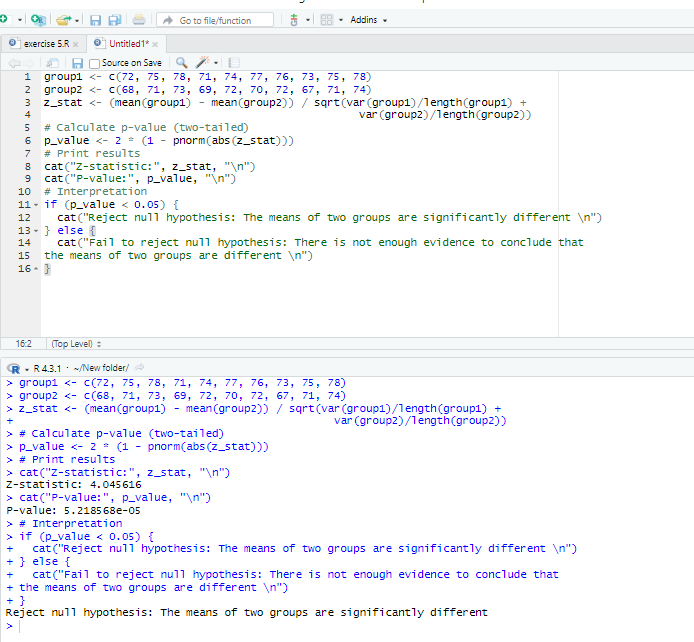 Go to file/function
Addins
exercise 5.R
Untitled1*
Source on Save
1 group1 <- c(72, 75, 78, 71, 74, 77, 76, 73, 75, 78)
2 group2 <- c(68, 71, 73, 69, 72, 70, 72, 67, 71, 74)
3 z_stat <- (mean(group1) - mean(group2)) / sqrt(var(group1)/length(group1) +
4 var(group2)/length(group2))
5 # Calculate p-value (two-tailed)
6 p_value <- 2 * (1 - pnorm(abs(z_stat)))
7 # Print results
8 cat("Z-statistic:", z_stat, "\n")
9 cat("P-value:", p_value, "\n")
10 # Interpretation
11 if (p_value < 0.05) {
12 cat("Reject null hypothesis: The means of two groups are significantly different \n")
13 } else {
14 cat("Fail to reject null hypothesis: There is not enough evidence to conclude that
15 the means of two groups are different \n")
16 }
16:2 (Top Level)
R 4.3.1 · ~/New folder/
> group1 <- c(72, 75, 78, 71, 74, 77, 76, 73, 75, 78)
> group2 <- c(68, 71, 73, 69, 72, 70, 72, 67, 71, 74)
> z_stat <- (mean(group1) - mean(group2)) / sqrt(var(group1)/length(group1) +
+ var(group2)/length(group2))
> # Calculate p-value (two-tailed)
> p_value <- 2 * (1 - pnorm(abs(z_stat)))
> # Print results
> cat("Z-statistic:", z_stat, "\n")
Z-statistic: 4.045616
> cat("P-value:", p_value, "\n")
P-value: 5.218568e-05
> # Interpretation
> if (p_value < 0.05) {
+ cat("Reject null hypothesis: The means of two groups are significantly different \n")
+ } else {
+ cat("Fail to reject null hypothesis: There is not enough evidence to conclude that
+ the means of two groups are different \n")
+ }
Reject null hypothesis: The means of two groups are significantly different
>